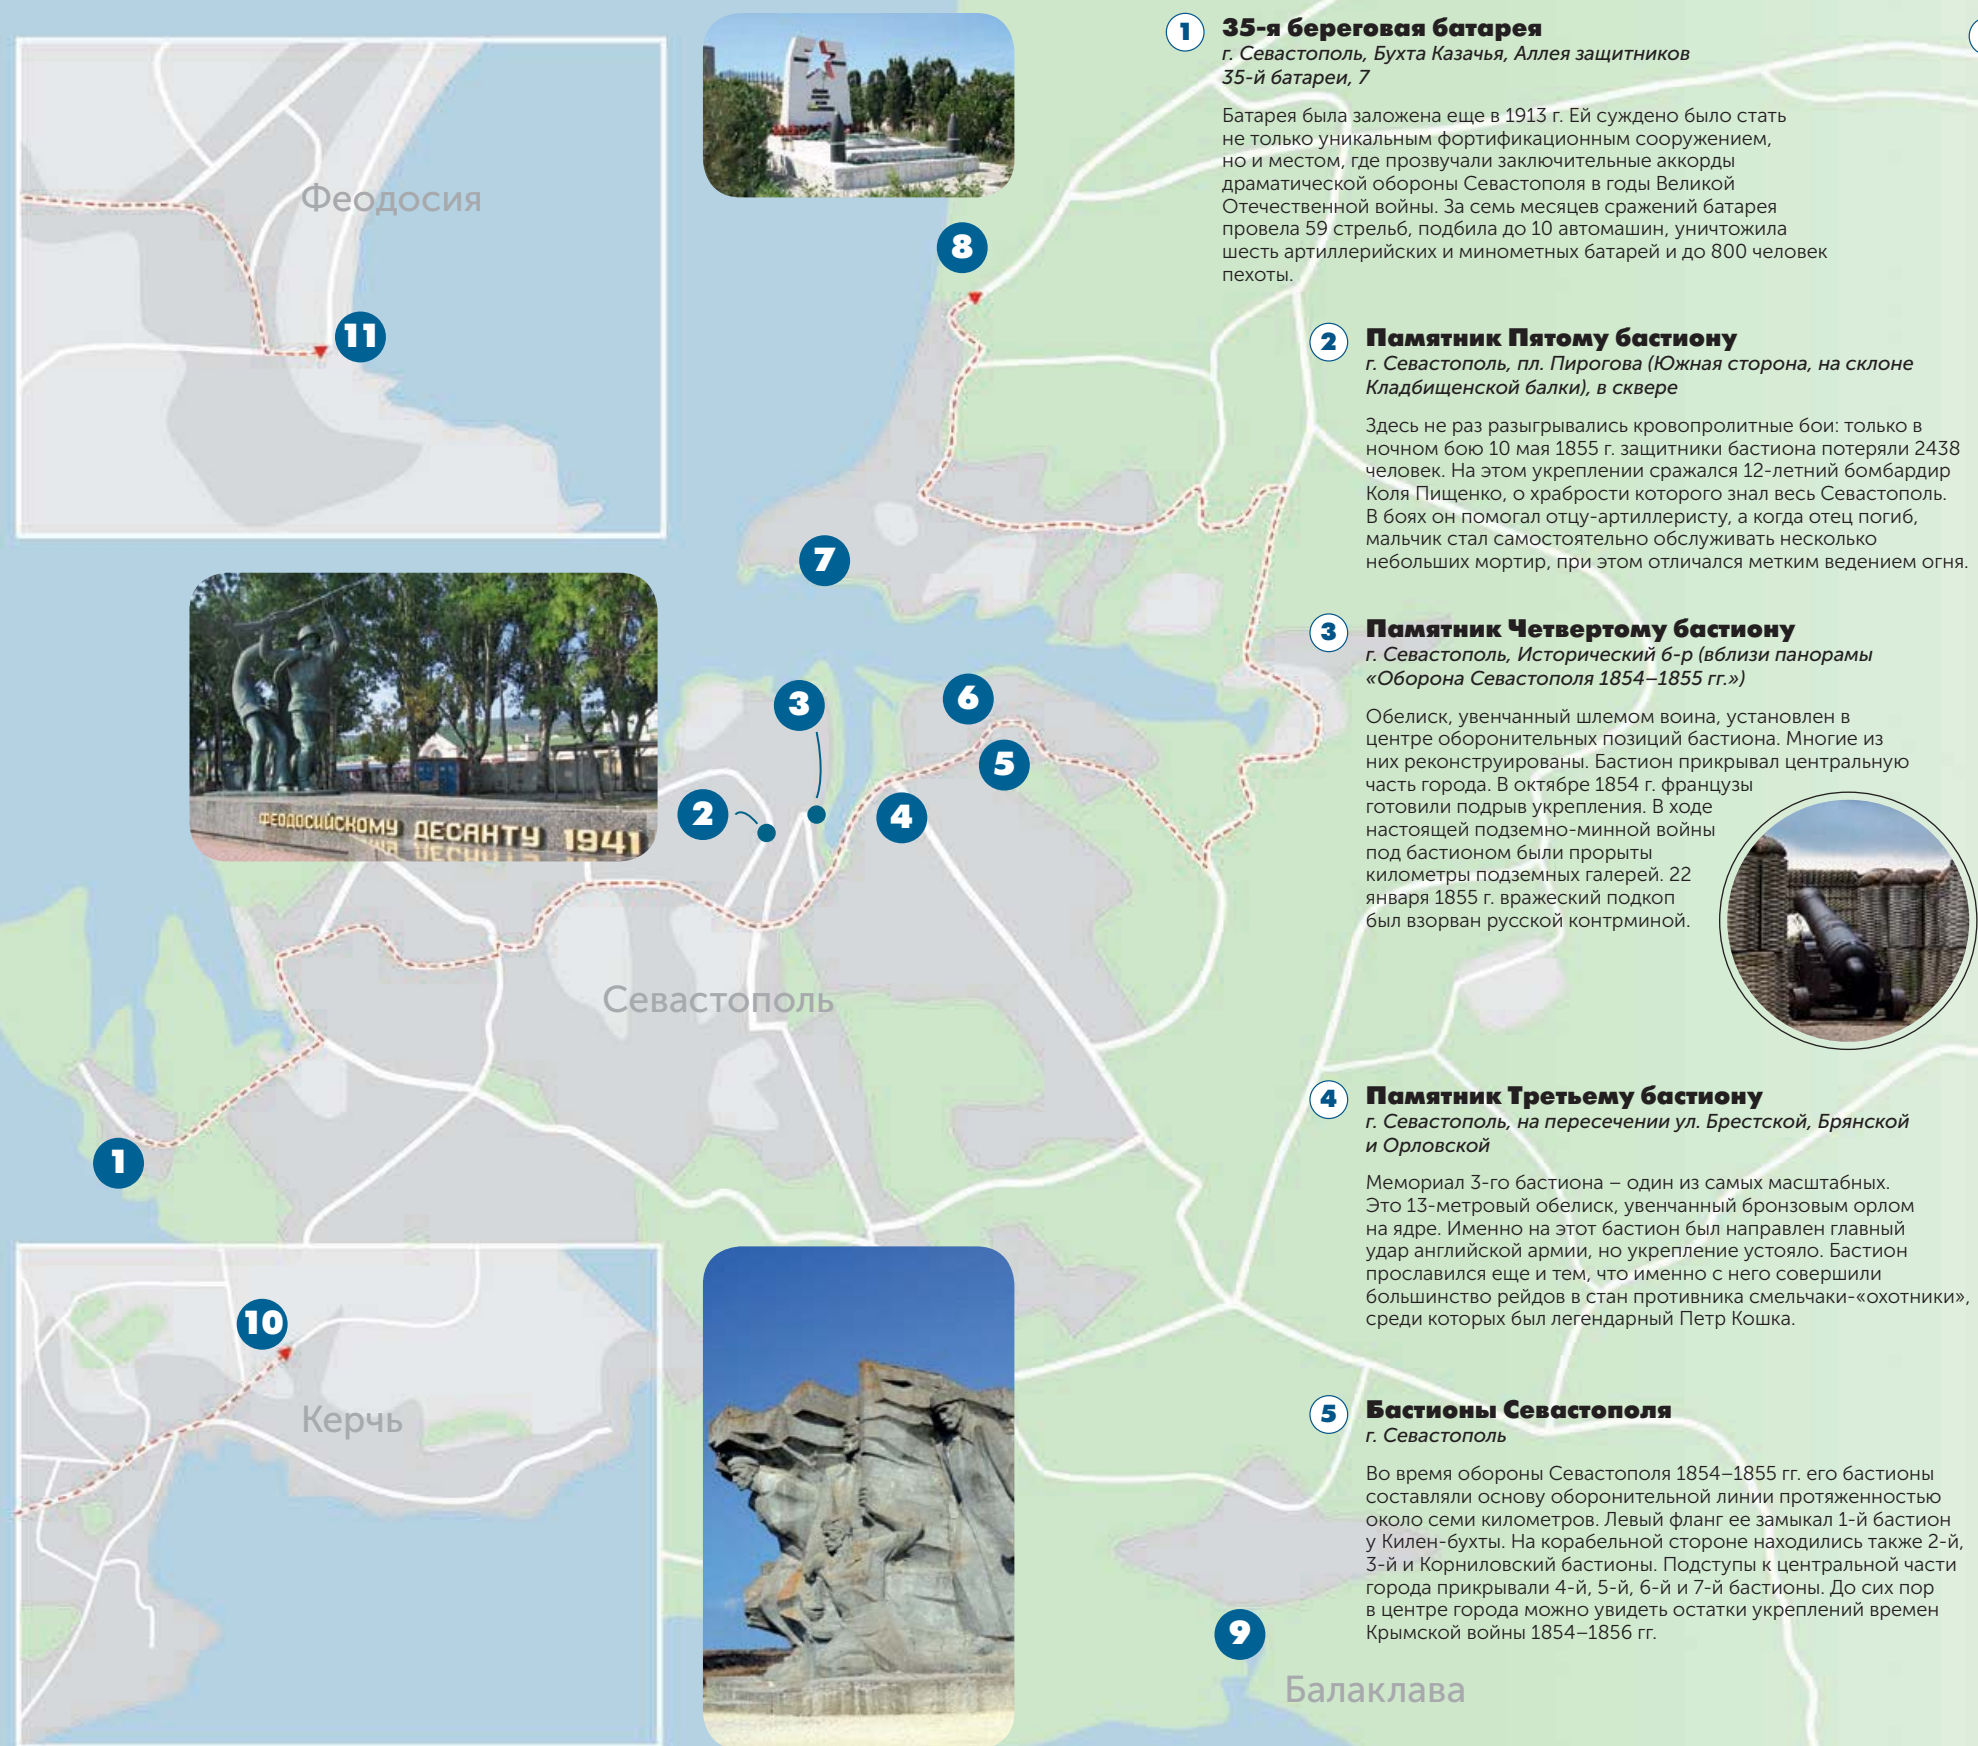 1
35-я береговая батарея
г. Севастополь, Бухта Казачья, Аллея защитников
35-й батареи, 7
Батарея была заложена еще в 1913 г. Ей суждено было стать
не только уникальным фортификационным сооружением,
но и местом, где прозвучали заключительные аккорды
драматической обороны Севастополя в годы Великой
Отечественной войны. За семь месяцев сражений батарея
провела 59 стрельб, подбила до 10 автомашин, уничтожила
шесть артиллерийских и минометных батарей и до 800 человек
пехоты.
2
Памятник Пятому бастиону
г. Севастополь, пл. Пирогова (Южная сторона, на склоне
Кладбищенской балки), в сквере
Здесь не раз разыгрывались кровопролитные бои: только в
ночном бою 10 мая 1855 г. защитники бастиона потеряли 2438
человек. На этом укреплении сражался 12-летний бомбардир
Коля Пищенко, о храбрости которого знал весь Севастополь.
В боях он помогал отцу-артиллеристу, а когда отец погиб,
мальчик стал самостоятельно обслуживать несколько
небольших мортир, при этом отличался метким ведением огня.
3
Памятник Четвертому бастиону
г. Севастополь, Исторический б-р (вблизи панорамы
«Оборона Севастополя 1854–1855 гг.»)
Обелиск, увенчанный шлемом воина, установлен в
центре оборонительных позиций бастиона. Многие из
них реконструированы. Бастион прикрывал центральную
часть города. В октябре 1854 г. французы
готовили подрыв укрепления. В ходе
настоящей подземно-минной войны
под бастионом были прорыты
километры подземных галерей. 22
января 1855 г. вражеский подкоп
был взорван русской контрминой.
4
Памятник Третьему бастиону
г. Севастополь, на пересечении ул. Брестской, Брянской
и Орловской
Мемориал 3-го бастиона – один из самых масштабных.
Это 13-метровый обелиск, увенчанный бронзовым орлом
на ядре. Именно на этот бастион был направлен главный
удар английской армии, но укрепление устояло. Бастион
прославился еще и тем, что именно с него совершили
большинство рейдов в стан противника смельчаки-«охотники»,
среди которых был легендарный Петр Кошка.
5
Бастионы Севастополя
г. Севастополь
Во время обороны Севастополя 1854–1855 гг. его бастионы
составляли основу оборонительной линии протяженностью
около семи километров. Левый фланг ее замыкал 1-й бастион
у Килен-бухты. На корабельной стороне находились также 2-й,
3-й и Корниловский бастионы. Подступы к центральной части
города прикрывали 4-й, 5-й, 6-й и 7-й бастионы. До сих пор
в центре города можно увидеть остатки укреплений времен
Крымской войны 1854–1856 гг.
Феодосия
11
8
7
ФЕОДОСИЙСКОМУ ДЕСАНТУ 1941
3
6
5
2
4
Севастополь
1
10
Керчь
9
Балаклава